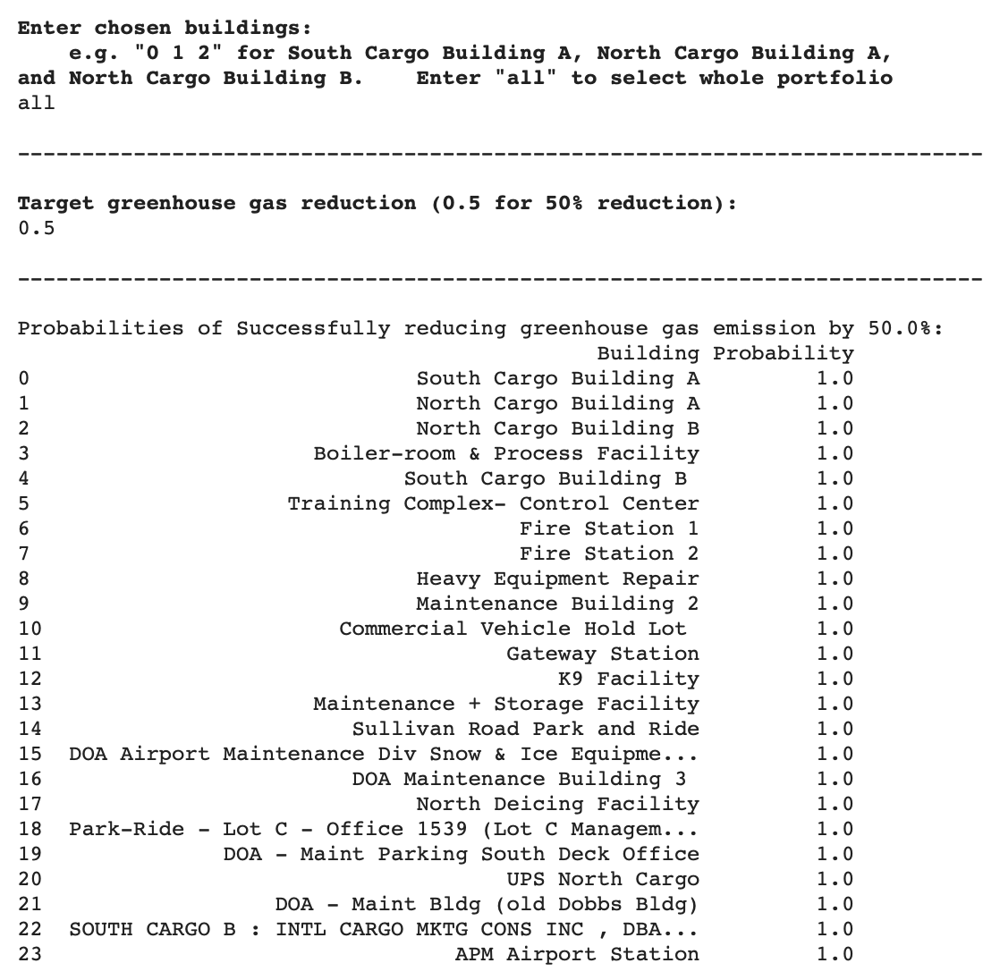 Enter chosen buildings:
    e.g. "0 1 2" for South Cargo Building A, North Cargo Building A,
and North Cargo Building B.    Enter "all" to select whole portfolio
all
---------------------------------------------------------------------------
Target greenhouse gas reduction (0.5 for 50% reduction):
0.5
---------------------------------------------------------------------------
Probabilities of Successfully reducing greenhouse gas emission by 50.0%:
Building Probability
0 South Cargo Building A 1.0
1 North Cargo Building A 1.0
2 North Cargo Building B 1.0
3 Boiler-room & Process Facility 1.0
4 South Cargo Building B 1.0
5 Training Complex- Control Center 1.0
6 Fire Station 1 1.0
7 Fire Station 2 1.0
8 Heavy Equipment Repair 1.0
9 Maintenance Building 2 1.0
10 Commercial Vehicle Hold Lot 1.0
11 Gateway Station 1.0
12 K9 Facility 1.0
13 Maintenance + Storage Facility 1.0
14 Sullivan Road Park and Ride 1.0
15 DOA Airport Maintenance Div Snow & Ice Equipme... 1.0
16 DOA Maintenance Building 3 1.0
17 North Deicing Facility 1.0
18 Park-Ride - Lot C - Office 1539 (Lot C Managem... 1.0
19 DOA - Maint Parking South Deck Office 1.0
20 UPS North Cargo 1.0
21 DOA - Maint Bldg (old Dobbs Bldg) 1.0
22 SOUTH CARGO B : INTL CARGO MKTG CONS INC , DBA... 1.0
23 APM Airport Station 1.0